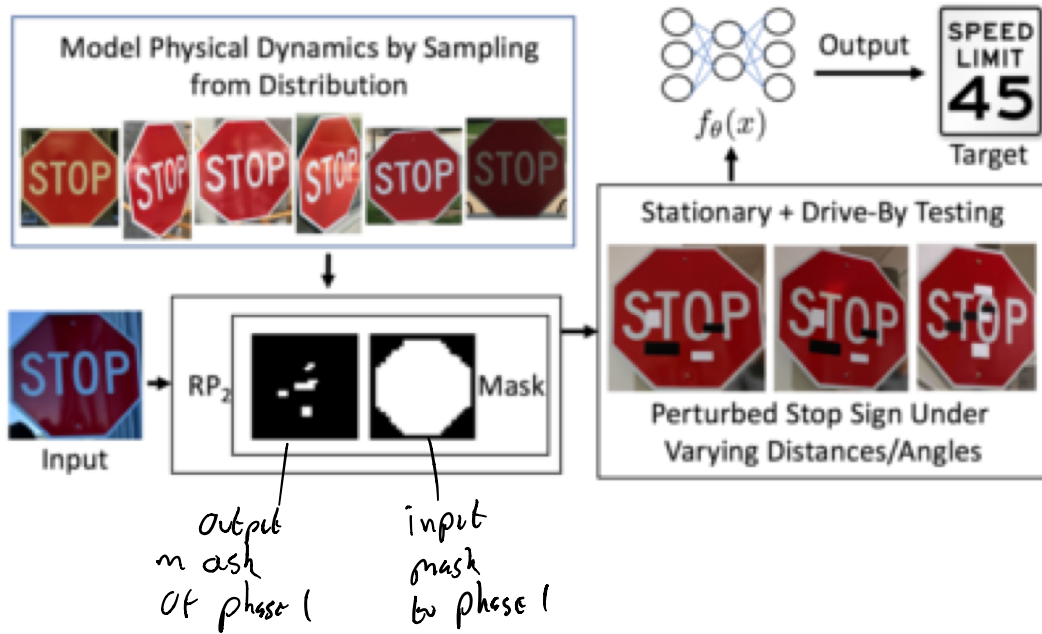 Model Physical Dynamics by Sampling
from Distribution
STOP
STOP
STOP
STOP
STOP
STOP
Output
f_θ(x)
SPEED
LIMIT
45
Target
Stationary + Drive-By Testing
STOP
STOP
STOP
Perturbed Stop Sign Under
Varying Distances/Angles
STOP
Input
RP₂
Mask
output
mask
of phase 1
input
mask
to phase 1